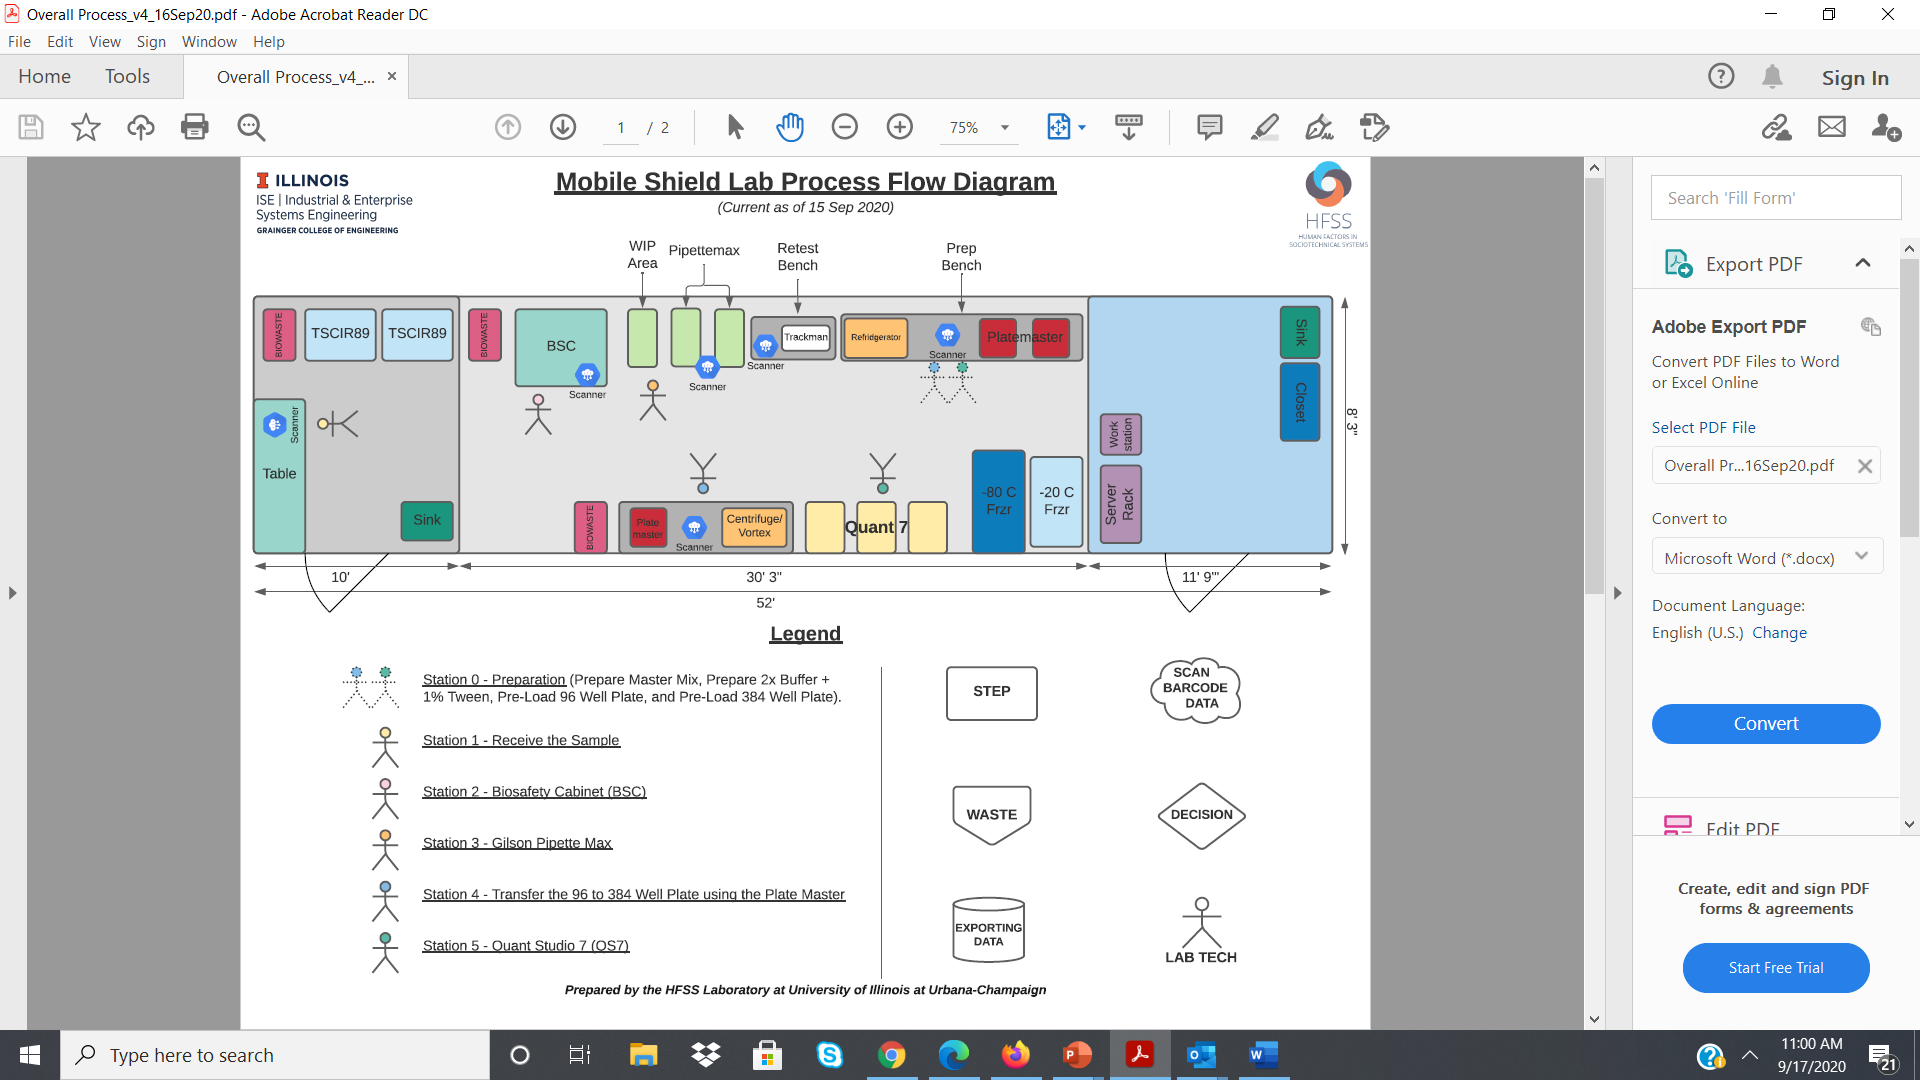 Overall Process_v4_16Sep20.pdf - Adobe Acrobat Reader DC
File Edit View Sign Window Help
Home Tools Overall Process_v4_... ×
Sign In
1 / 2
75%
ILLINOIS
ISE | Industrial & Enterprise
Systems Engineering
GRAINGER COLLEGE OF ENGINEERING
Mobile Shield Lab Process Flow Diagram
(Current as of 15 Sep 2020)
HFSS
HUMAN FACTORS IN
SOCIOTECHNICAL SYSTEMS
WIP
Area
Pipettemax
Retest
Bench
Prep
Bench
BIOWASTE
TSCIR89
TSCIR89
BIOWASTE
BSC
Scanner
Scanner
Trackman
Scanner
Refridgerator
Scanner
Platemaster
Sink
Closet
8' 3"
Scanner
Table
Sink
BIOWASTE
Plate
master
Scanner
Centrifuge/
Vortex
Quant 7
-80 C
Frzr
-20 C
Frzr
Work
station
Server
Rack
10'
30' 3"
11' 9"'
52'
Legend
Station 0 - Preparation (Prepare Master Mix, Prepare 2x Buffer +
1% Tween, Pre-Load 96 Well Plate, and Pre-Load 384 Well Plate).
Station 1 - Receive the Sample
Station 2 - Biosafety Cabinet (BSC)
Station 3 - Gilson Pipette Max
Station 4 - Transfer the 96 to 384 Well Plate using the Plate Master
Station 5 - Quant Studio 7 (QS7)
STEP
SCAN
BARCODE
DATA
WASTE
DECISION
EXPORTING
DATA
LAB TECH
Prepared by the HFSS Laboratory at University of Illinois at Urbana-Champaign
Search 'Fill Form'
Export PDF
Adobe Export PDF
Convert PDF Files to Word
or Excel Online
Select PDF File
Overall Pr...16Sep20.pdf
Convert to
Microsoft Word (*.docx)
Document Language:
English (U.S.) Change
Convert
Edit PDF
Create, edit and sign PDF
forms & agreements
Start Free Trial
Type here to search
11:00 AM
9/17/2020
21